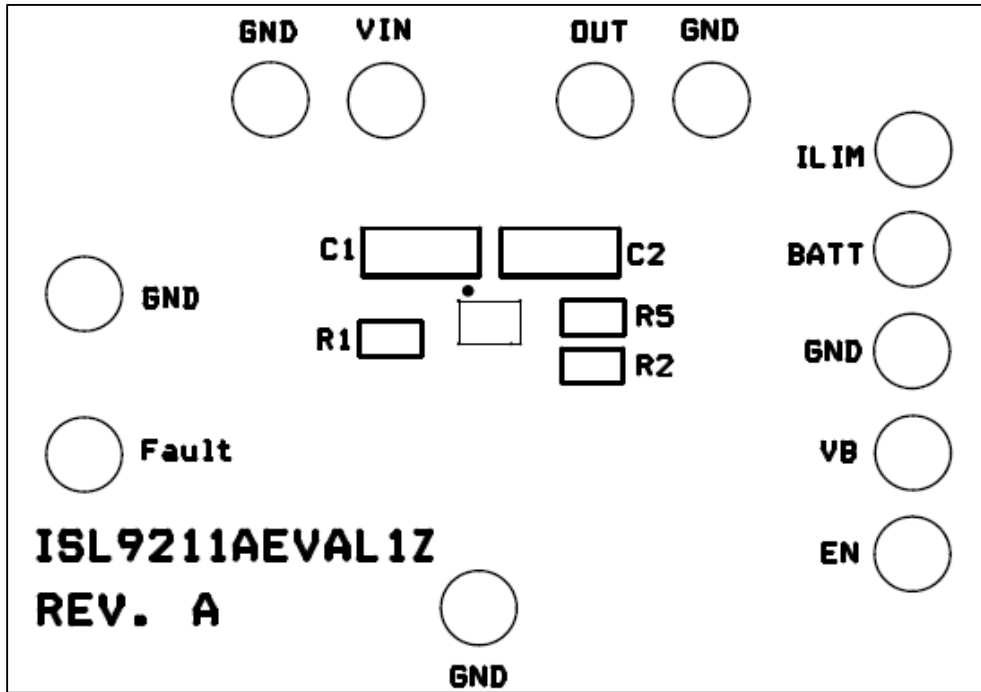 GND VIN OUT GND
ILIM
C1 C2 BATT
GND R5
R1 R2 GND
Fault VB
ISL9211AEVAL1Z EN
REV. A
GND